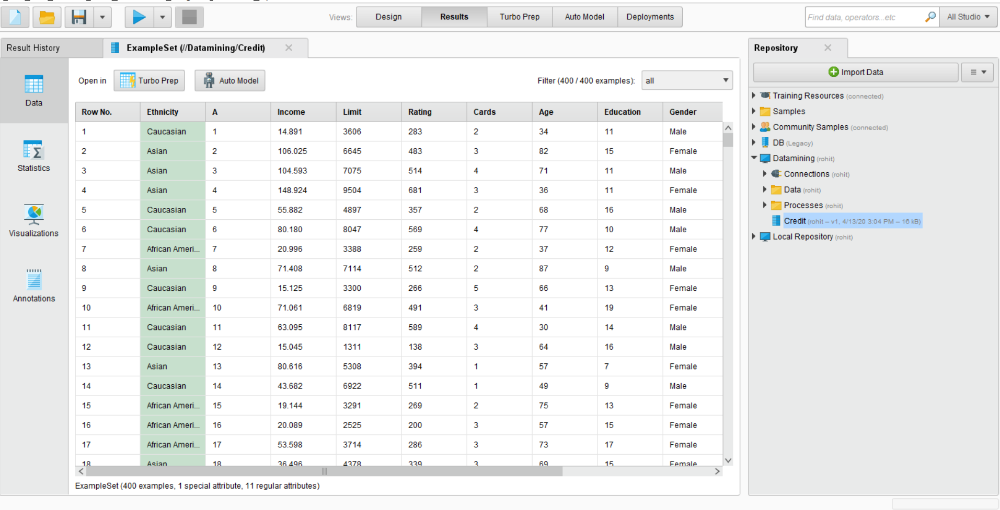 Views: Design Results Turbo Prep Auto Model Deployments Find data, operators...etc All Studio
Result History ExampleSet (//Datamining/Credit)
Data
Statistics
Visualizations
Annotations
Open in Turbo Prep Auto Model Filter (400 / 400 examples): all
Row No. Ethnicity A Income Limit Rating Cards Age Education Gender
1 Caucasian 1 14.891 3606 283 2 34 11 Male
2 Asian 2 106.025 6645 483 3 82 15 Female
3 Asian 3 104.593 7075 514 4 71 11 Male
4 Asian 4 148.924 9504 681 3 36 11 Female
5 Caucasian 5 55.882 4897 357 2 68 16 Male
6 Caucasian 6 80.180 8047 569 4 77 10 Male
7 African Ameri... 7 20.996 3388 259 2 37 12 Female
8 Asian 8 71.408 7114 512 2 87 9 Male
9 Caucasian 9 15.125 3300 266 5 66 13 Female
10 African Ameri... 10 71.061 6819 491 3 41 19 Female
11 Caucasian 11 63.095 8117 589 4 30 14 Male
12 Caucasian 12 15.045 1311 138 3 64 16 Male
13 Asian 13 80.616 5308 394 1 57 7 Female
14 Caucasian 14 43.682 6922 511 1 49 9 Male
15 African Ameri... 15 19.144 3291 269 2 75 13 Female
16 African Ameri... 16 20.089 2525 200 3 57 15 Female
17 African Ameri... 17 53.598 3714 286 3 73 17 Female
18 Asian 18 36.496 4378 339 3 69 15 Female
ExampleSet (400 examples, 1 special attribute, 11 regular attributes)
Repository
Import Data
Training Resources (connected)
Samples
Community Samples (connected)
DB (Legacy)
Datamining (rohit)
Connections (rohit)
Data (rohit)
Processes (rohit)
Credit (rohit – v1, 4/13/20 3:04 PM – 16 kB)
Local Repository (rohit)